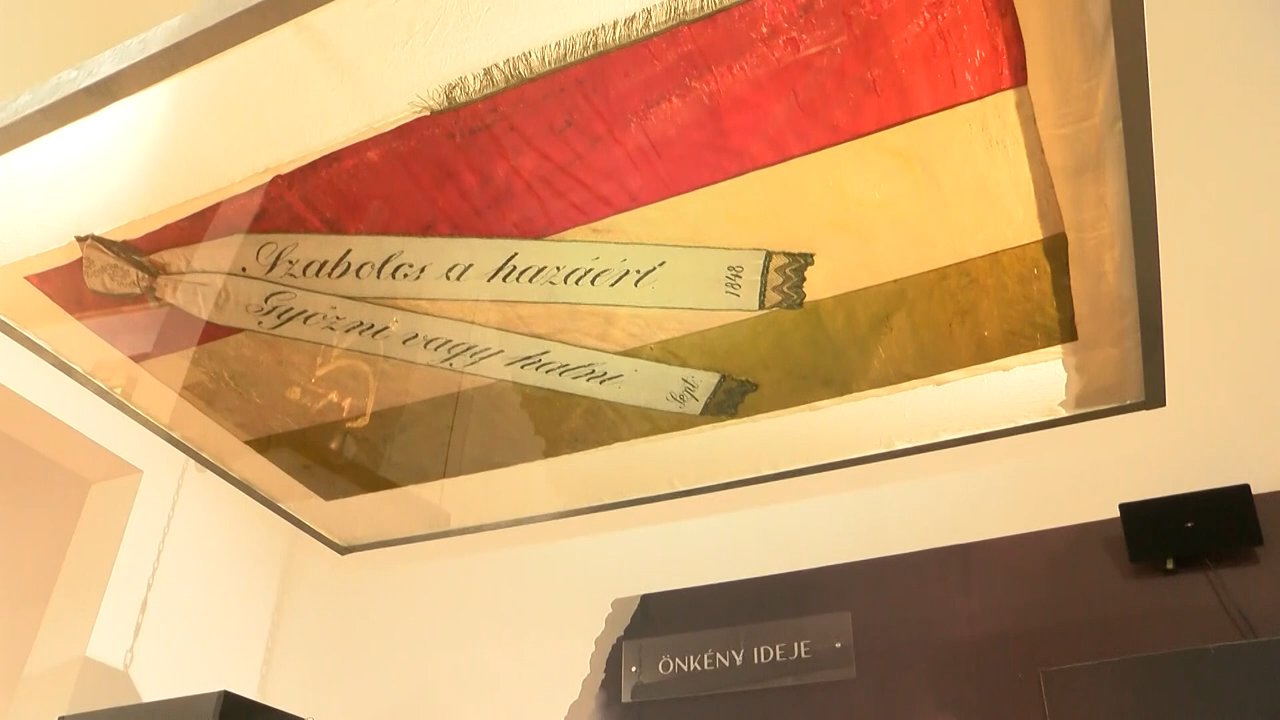 Szabolcs a hazáért
1848
Győzni vagy halni.
Sept.
ÖNKÉNY IDEJE